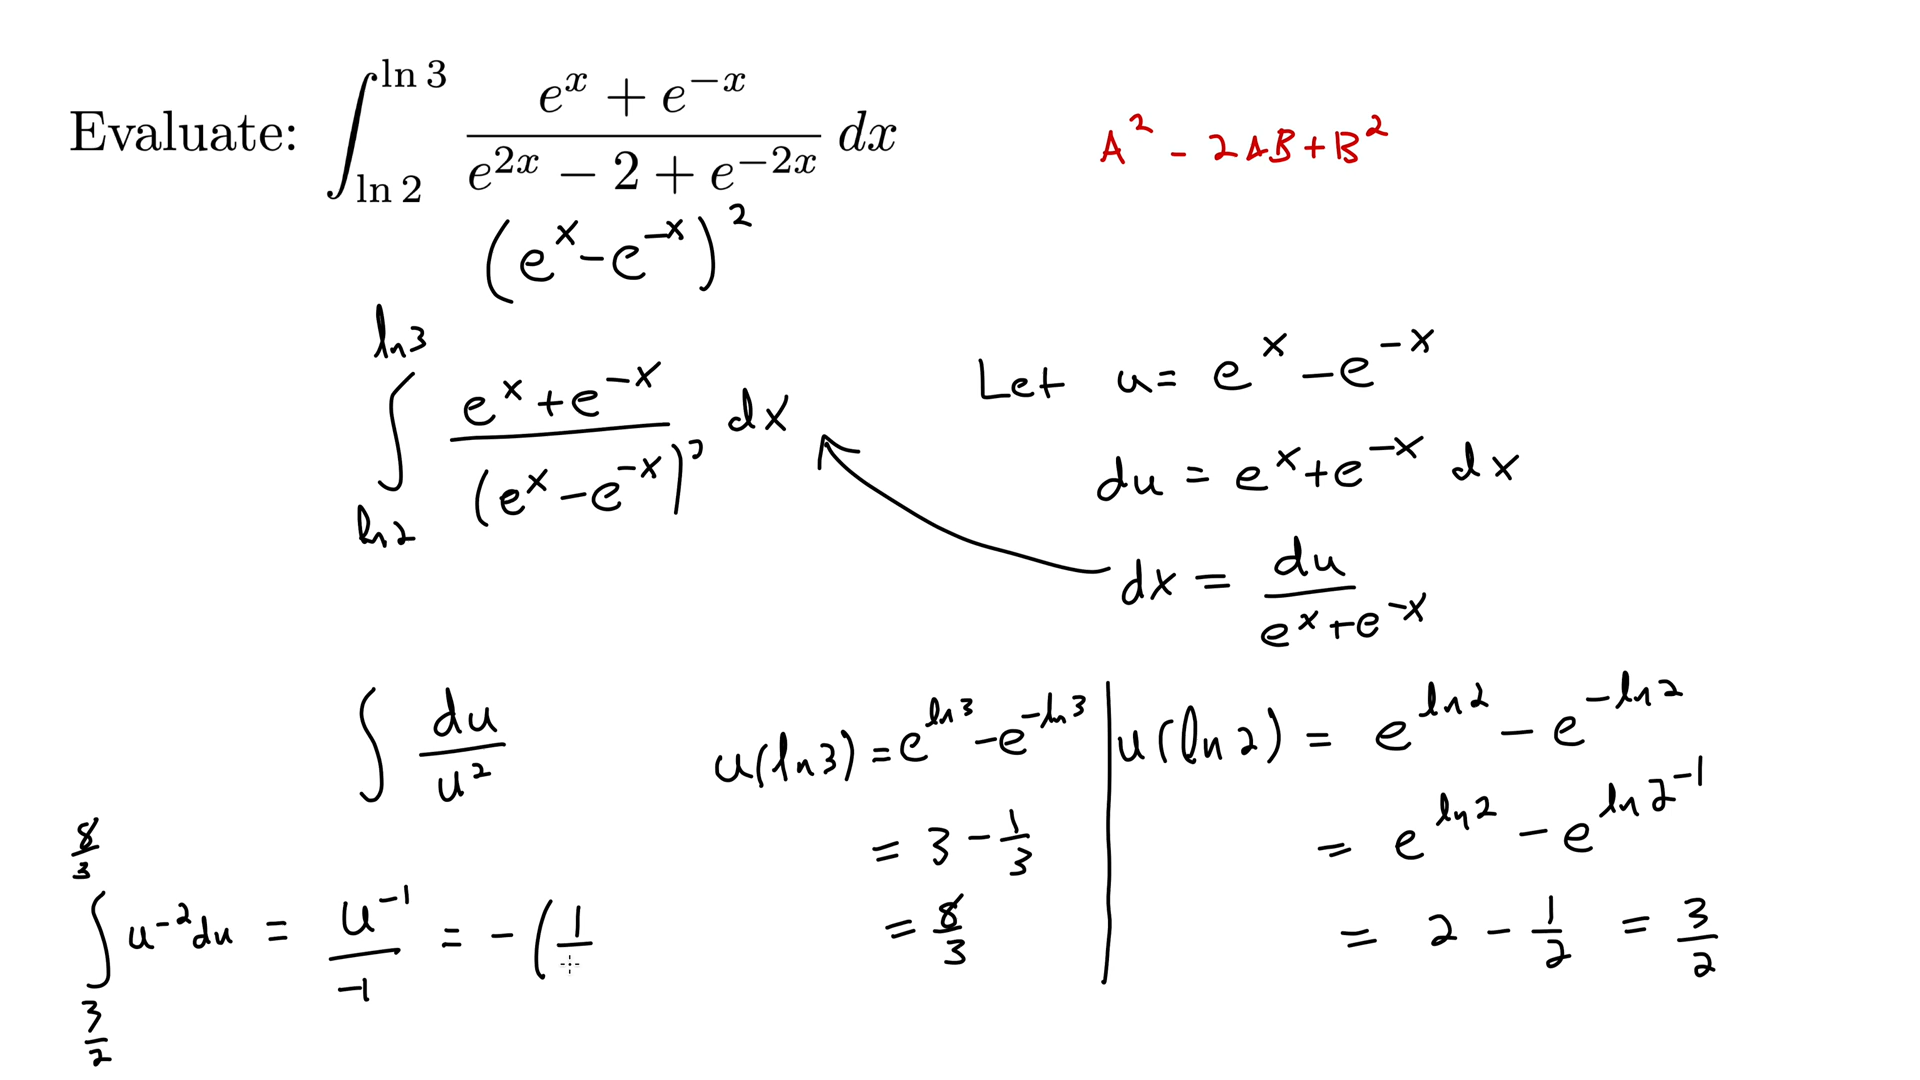 Evaluate: ∫_{ln 2}^{ln 3} (e^x + e^{−x})/(e^{2x} − 2 + e^{−2x}) dx
A² - 2AB + B²
(e^x - e^{-x})²
∫_{ln2}^{ln3} (e^x + e^{-x})/(e^x - e^{-x})² dx
Let u = e^x - e^{-x}
du = e^x + e^{-x} dx
dx = du/(e^x + e^{-x})
∫ du/u²
u(ln3) = e^{ln3} - e^{-ln3}
= 3 - 1/3
= 8/3
u(ln2) = e^{ln2} - e^{-ln2}
= e^{ln2} - e^{ln2^{-1}}
= 2 - 1/2 = 3/2
∫_{3/2}^{8/3} u^{-2} du = u^{-1}/-1 = -(1/